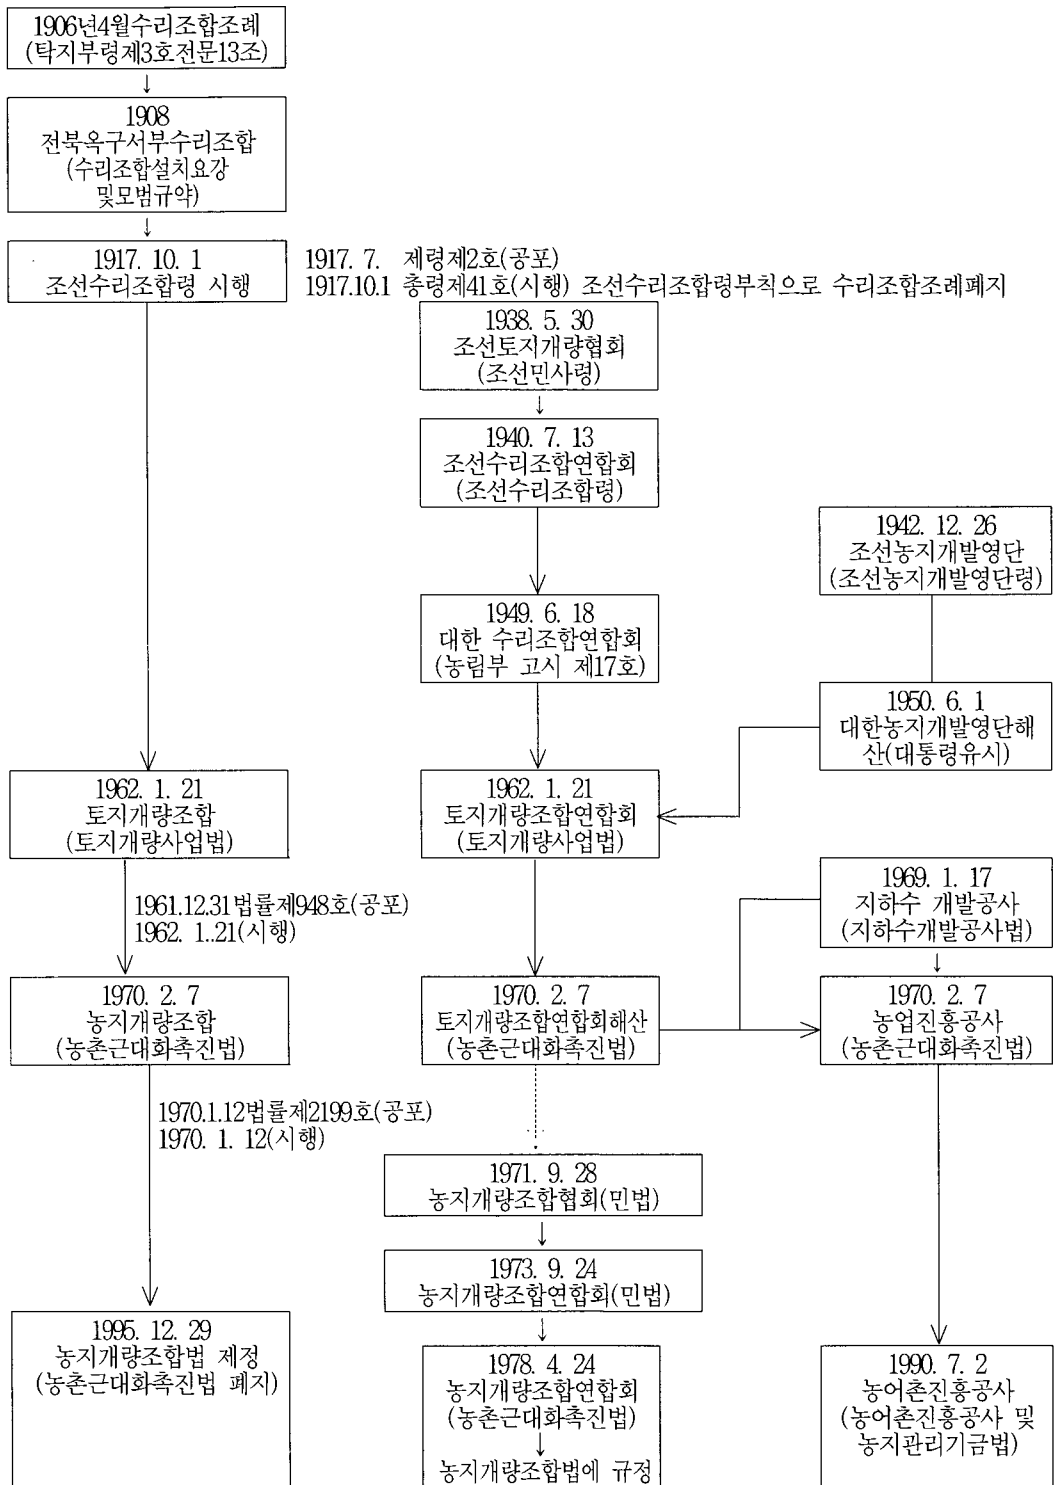 1906년4월수리조합조례
(탁지부령제3호전문13조)
1908
전북옥구서부수리조합
(수리조합설치요강
및모범규약)
1917. 10. 1
조선수리조합령 시행
1917. 7. 제령제2호(공포)
1917.10.1 총령제41호(시행) 조선수리조합령부칙으로 수리조합조례폐지
1938. 5. 30
조선토지개량협회
(조선민사령)
1940. 7. 13
조선수리조합연합회
(조선수리조합령)
1942. 12. 26
조선농지개발영단
(조선농지개발영단령)
1949. 6. 18
대한 수리조합연합회
(농림부 고시 제17호)
1950. 6. 1
대한농지개발영단해
산(대통령유시)
1962. 1. 21
토지개량조합
(토지개량사업법)
1962. 1. 21
토지개량조합연합회
(토지개량사업법)
1961.12.31법률제948호(공포)
1962. 1..21(시행)
1969. 1. 17
지하수 개발공사
(지하수개발공사법)
1970. 2. 7
농지개량조합
(농촌근대화촉진법)
1970. 2. 7
토지개량조합연합회해산
(농촌근대화촉진법)
1970. 2. 7
농업진흥공사
(농촌근대화촉진법)
1970.1.12법률제2199호(공포)
1970. 1. 12(시행)
1971. 9. 28
농지개량조합협회(민법)
1973. 9. 24
농지개량조합연합회(민법)
1995. 12. 29
농지개량조합법 제정
(농촌근대화촉진법 폐지)
1978. 4. 24
농지개량조합연합회
(농촌근대화촉진법)
농지개량조합법에 규정
1990. 7. 2
농어촌진흥공사
(농어촌진흥공사 및
농지관리기금법)